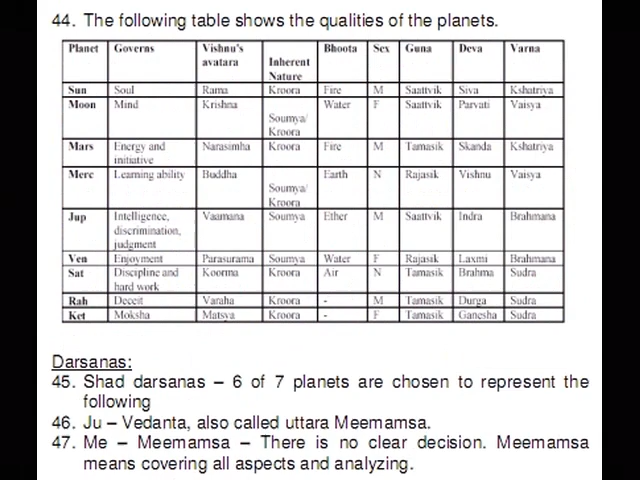 44. The following table shows the qualities of the planets.
Planet Governs Vishnu's avatara Inherent Nature Bhoota Sex Guna Deva Varna
Sun Soul Rama Kroora Fire M Saattvik Siva Kshatriya
Moon Mind Krishna Soumya/ Kroora Water F Saattvik Parvati Vaisya
Mars Energy and initiative Narasimha Kroora Fire M Tamasik Skanda Kshatriya
Merc Learning ability Buddha Soumya/ Kroora Earth N Rajasik Vishnu Vaisya
Jup Intelligence, discrimination, judgment Vaamana Soumya Ether M Saattvik Indra Brahmana
Ven Enjoyment Parasurama Soumya Water F Rajasik Laxmi Brahmana
Sat Discipline and hard work Koorma Kroora Air N Tamasik Brahma Sudra
Rah Deceit Varaha Kroora - M Tamasik Durga Sudra
Ket Moksha Matsya Kroora - F Tamasik Ganesha Sudra
Darsanas:
45. Shad darsanas – 6 of 7 planets are chosen to represent the
following
46. Ju – Vedanta, also called uttara Meemamsa.
47. Me – Meemamsa – There is no clear decision. Meemamsa
means covering all aspects and analyzing.